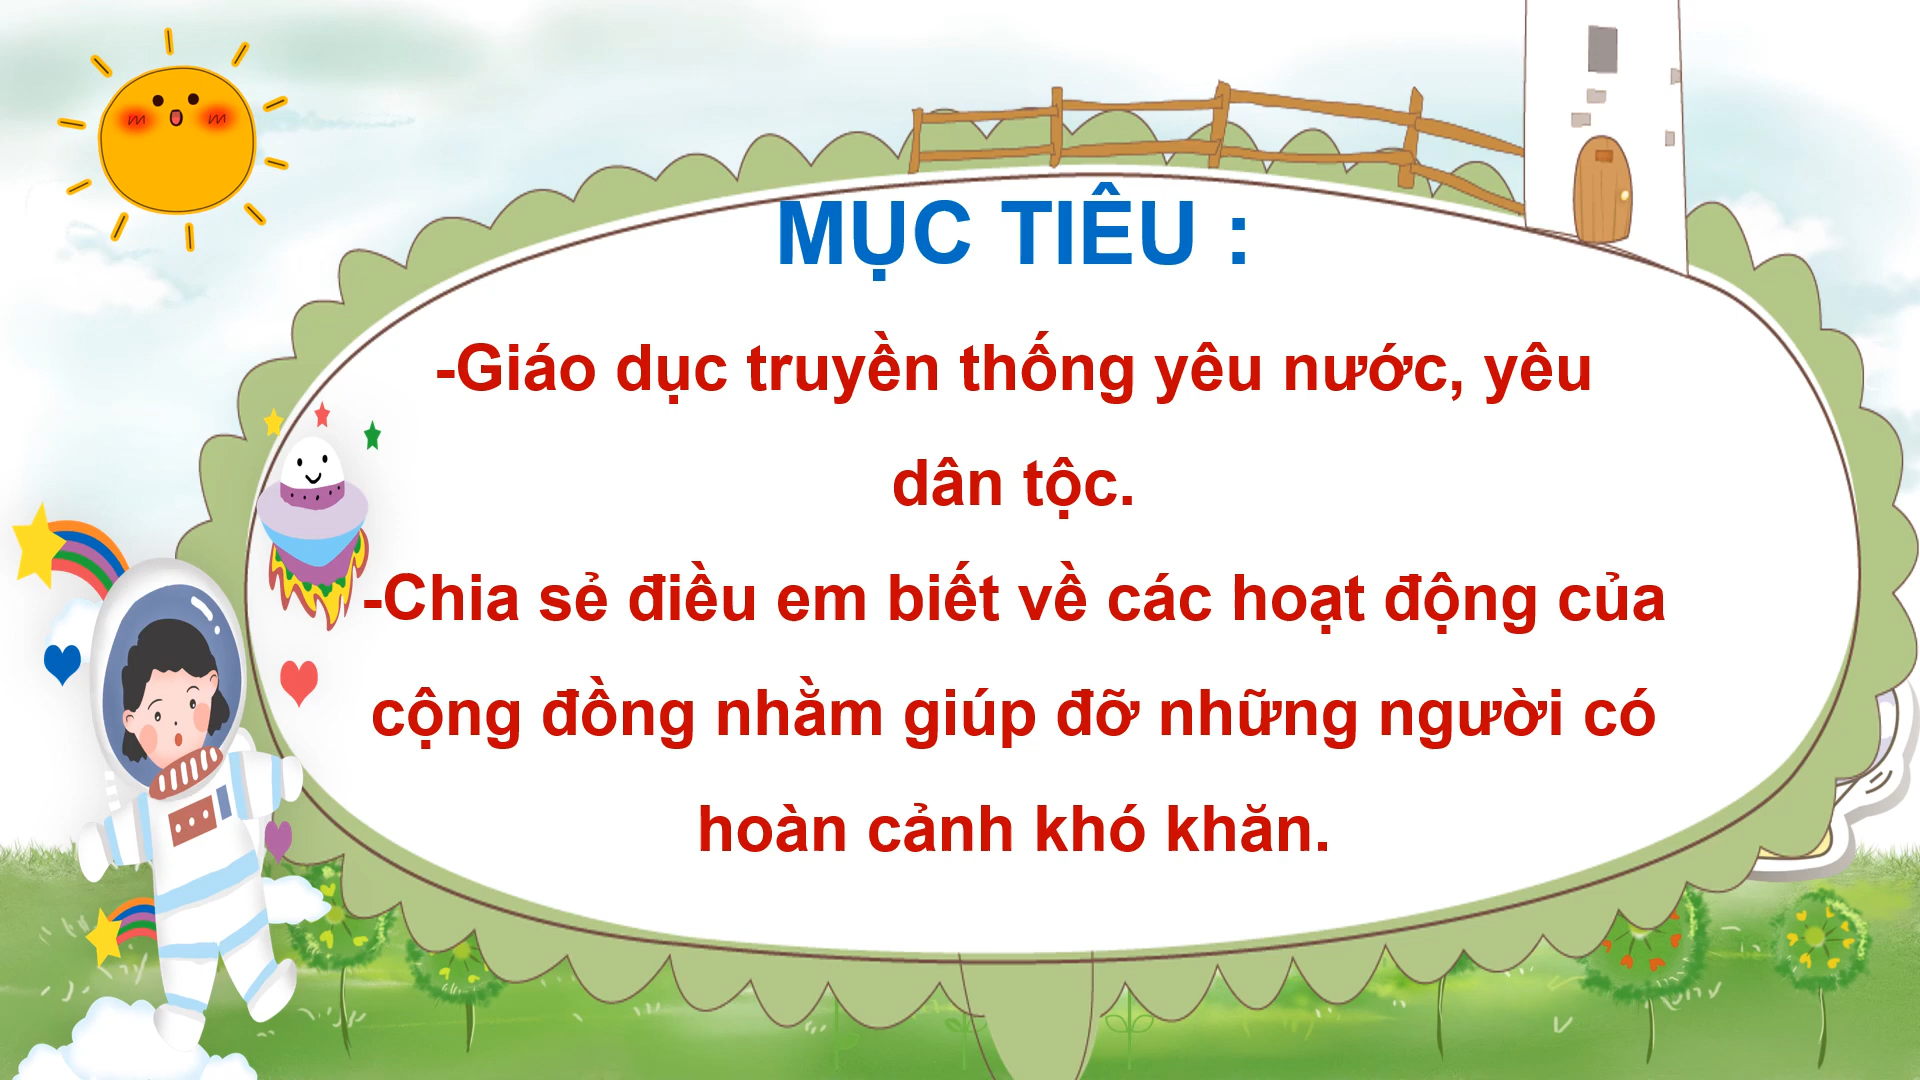 MỤC TIÊU :
-Giáo dục truyền thống yêu nước, yêu
dân tộc.
-Chia sẻ điều em biết về các hoạt động của
cộng đồng nhằm giúp đỡ những người có
hoàn cảnh khó khăn.